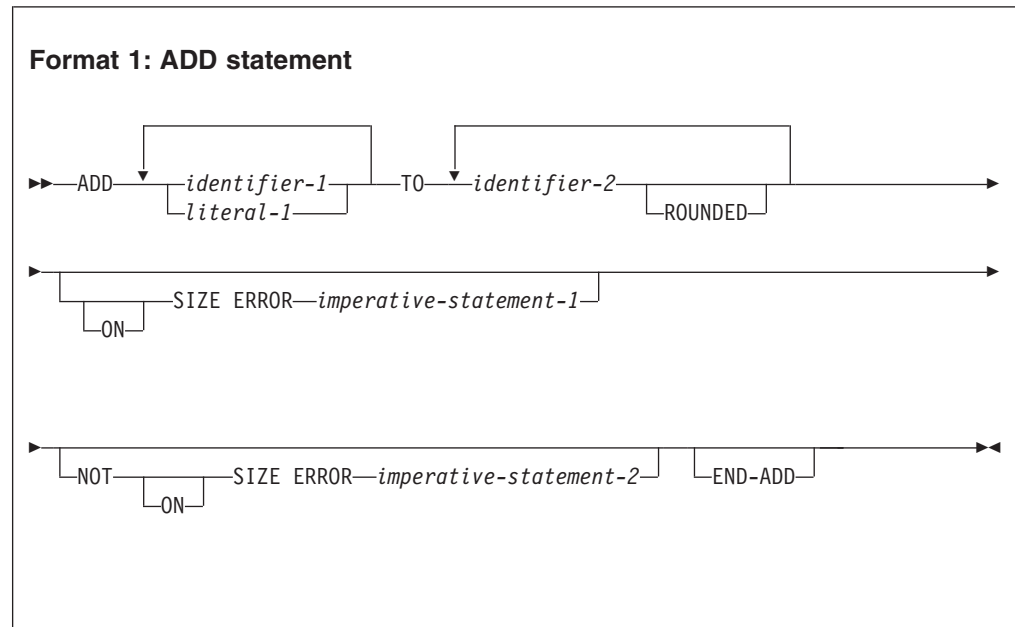 Format 1: ADD statement
ADD identifier-1 TO identifier-2
literal-1 ROUNDED
SIZE ERROR imperative-statement-1
ON
NOT SIZE ERROR imperative-statement-2 END-ADD
ON